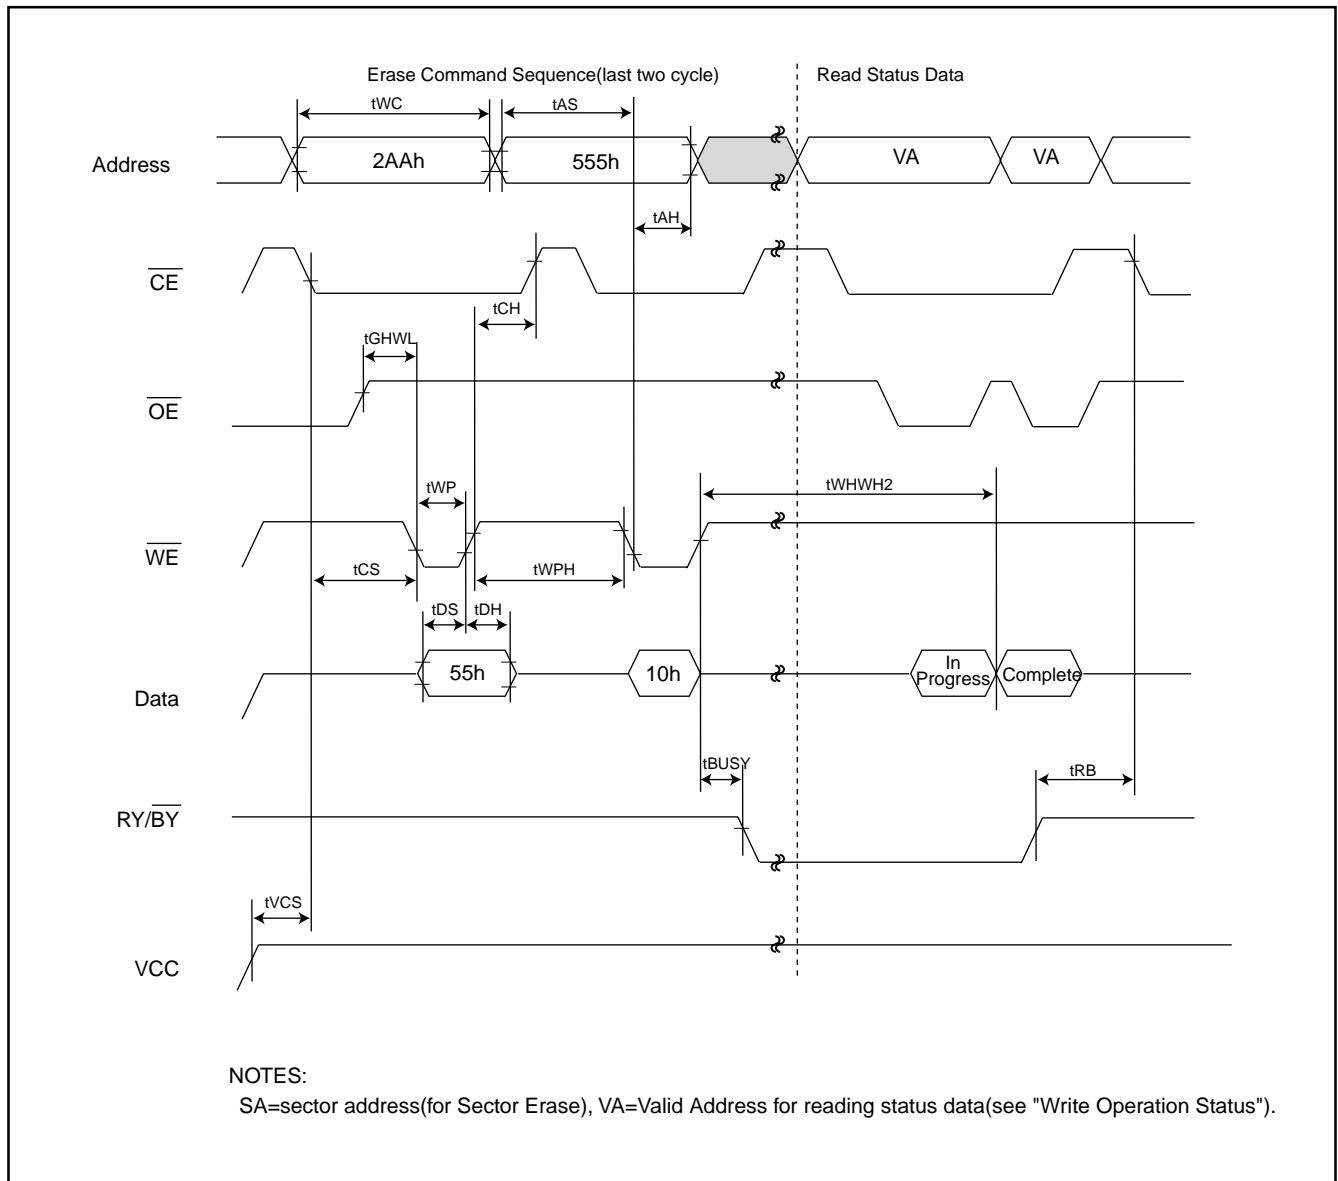 Erase Command Sequence(last two cycle)
Read Status Data
tWC
tAS
Address
2AAh
555h
VA
VA
tAH
CE
tCH
tGHWL
OE
tWP
tWHWH2
WE
tCS
tWPH
tDS
tDH
Data
55h
10h
In
Progress
Complete
tBUSY
tRB
RY/BY
tVCS
VCC
NOTES:
SA=sector address(for Sector Erase), VA=Valid Address for reading status data(see "Write Operation Status").